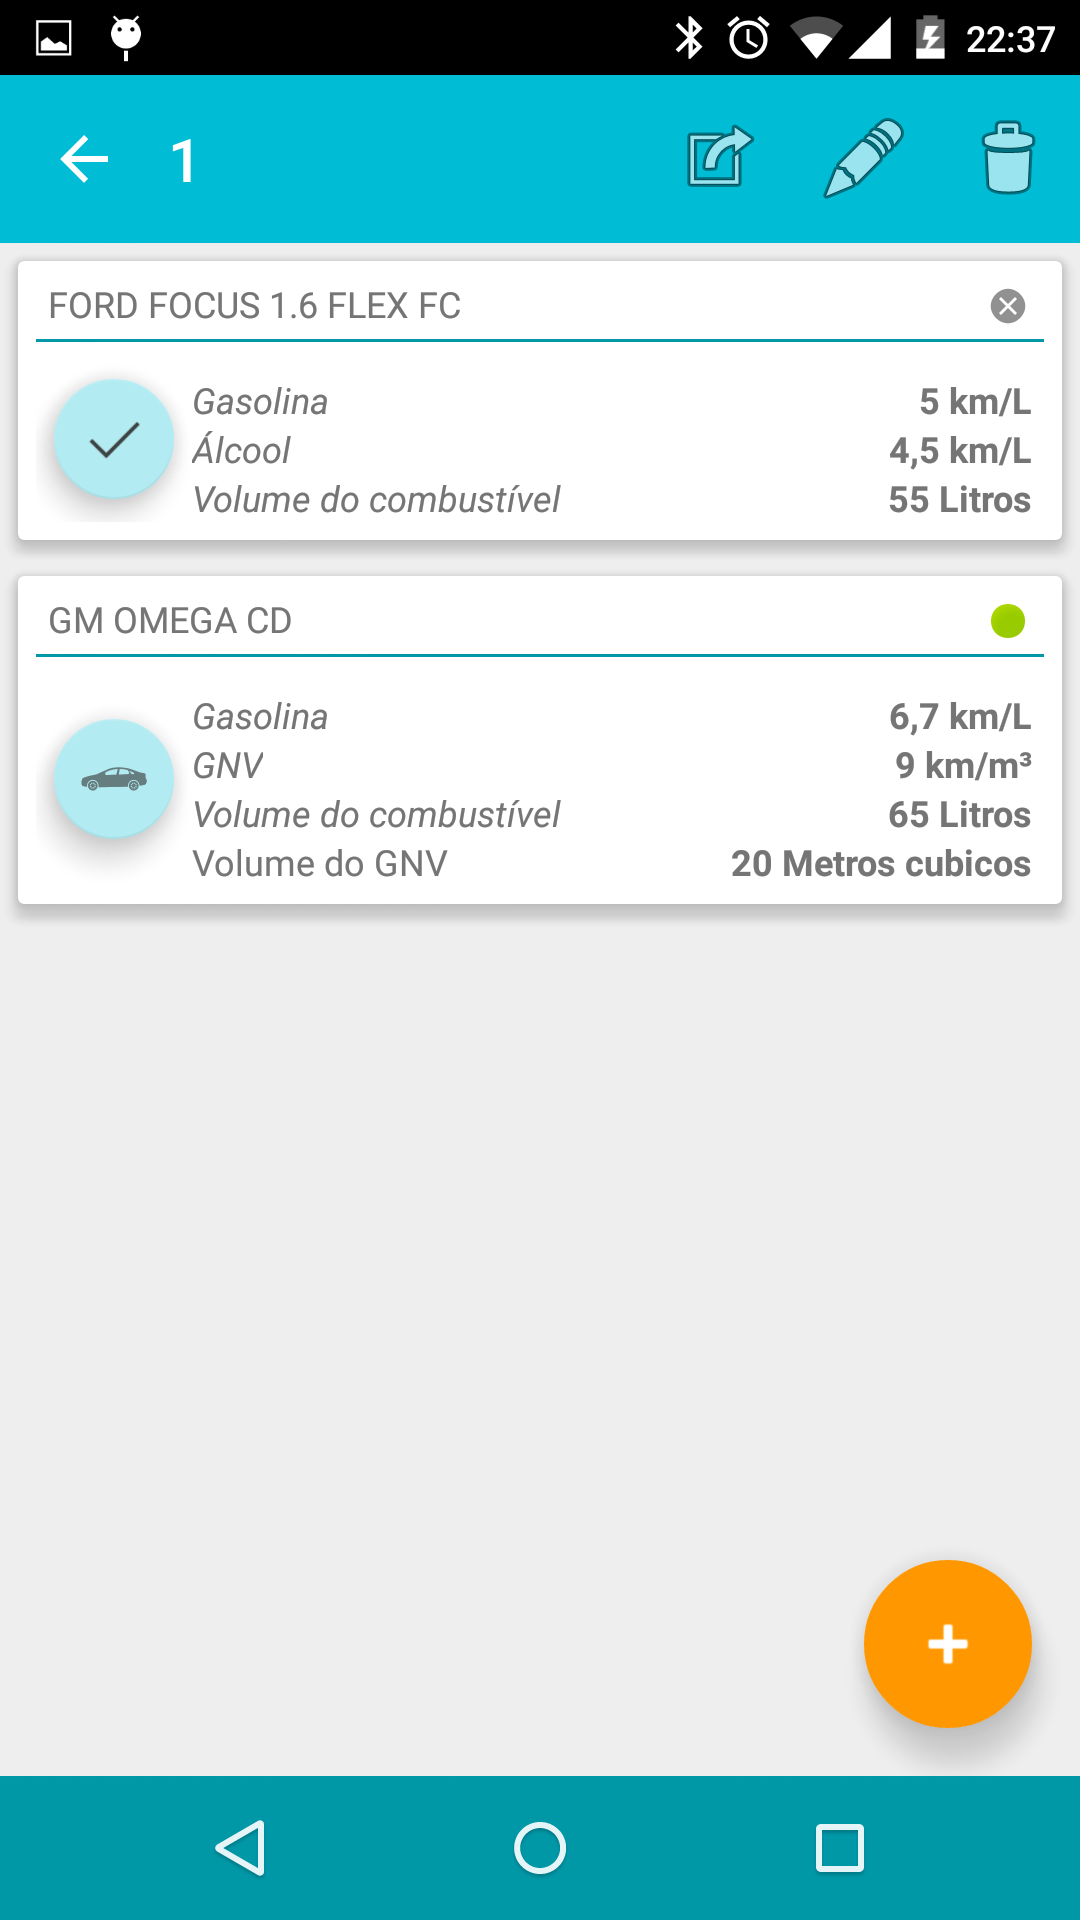 22:37
1
FORD FOCUS 1.6 FLEX FC
Gasolina 5 km/L
Álcool 4,5 km/L
Volume do combustível 55 Litros
GM OMEGA CD
Gasolina 6,7 km/L
GNV 9 km/m³
Volume do combustível 65 Litros
Volume do GNV 20 Metros cubicos